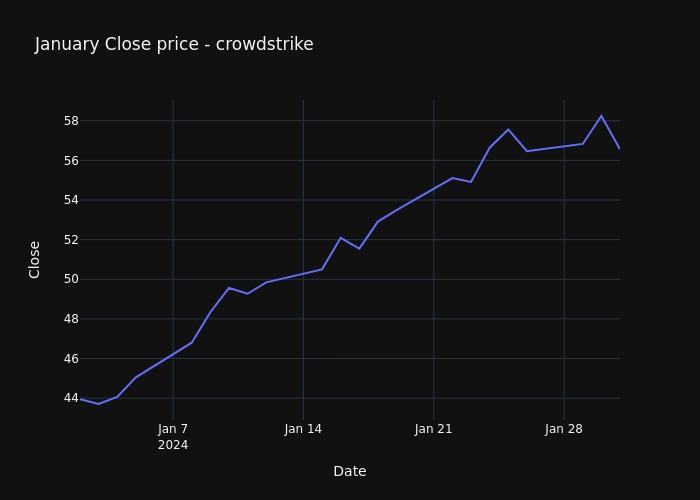 January Close price - crowdstrike
58
56
54
52
50
48
46
44
Close
Jan 7
2024
Jan 14
Jan 21
Jan 28
Date